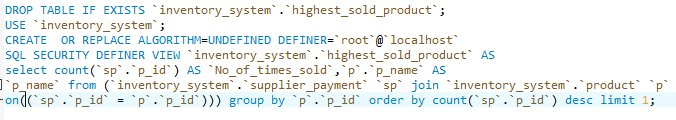 DROP TABLE IF EXISTS `inventory_system`.`highest_sold_product`;
USE `inventory_system`;
CREATE  OR REPLACE ALGORITHM=UNDEFINED DEFINER=`root`@`localhost`
SQL SECURITY DEFINER VIEW `inventory_system`.`highest_sold_product` AS
select count(`sp`.`p_id`) AS `No_of_times_sold`,`p`.`p_name` AS
`p_name` from (`inventory_system`.`supplier_payment` `sp` join `inventory_system`.`product` `p`
on((`sp`.`p_id` = `p`.`p_id`))) group by `p`.`p_id` order by count(`sp`.`p_id`) desc limit 1;